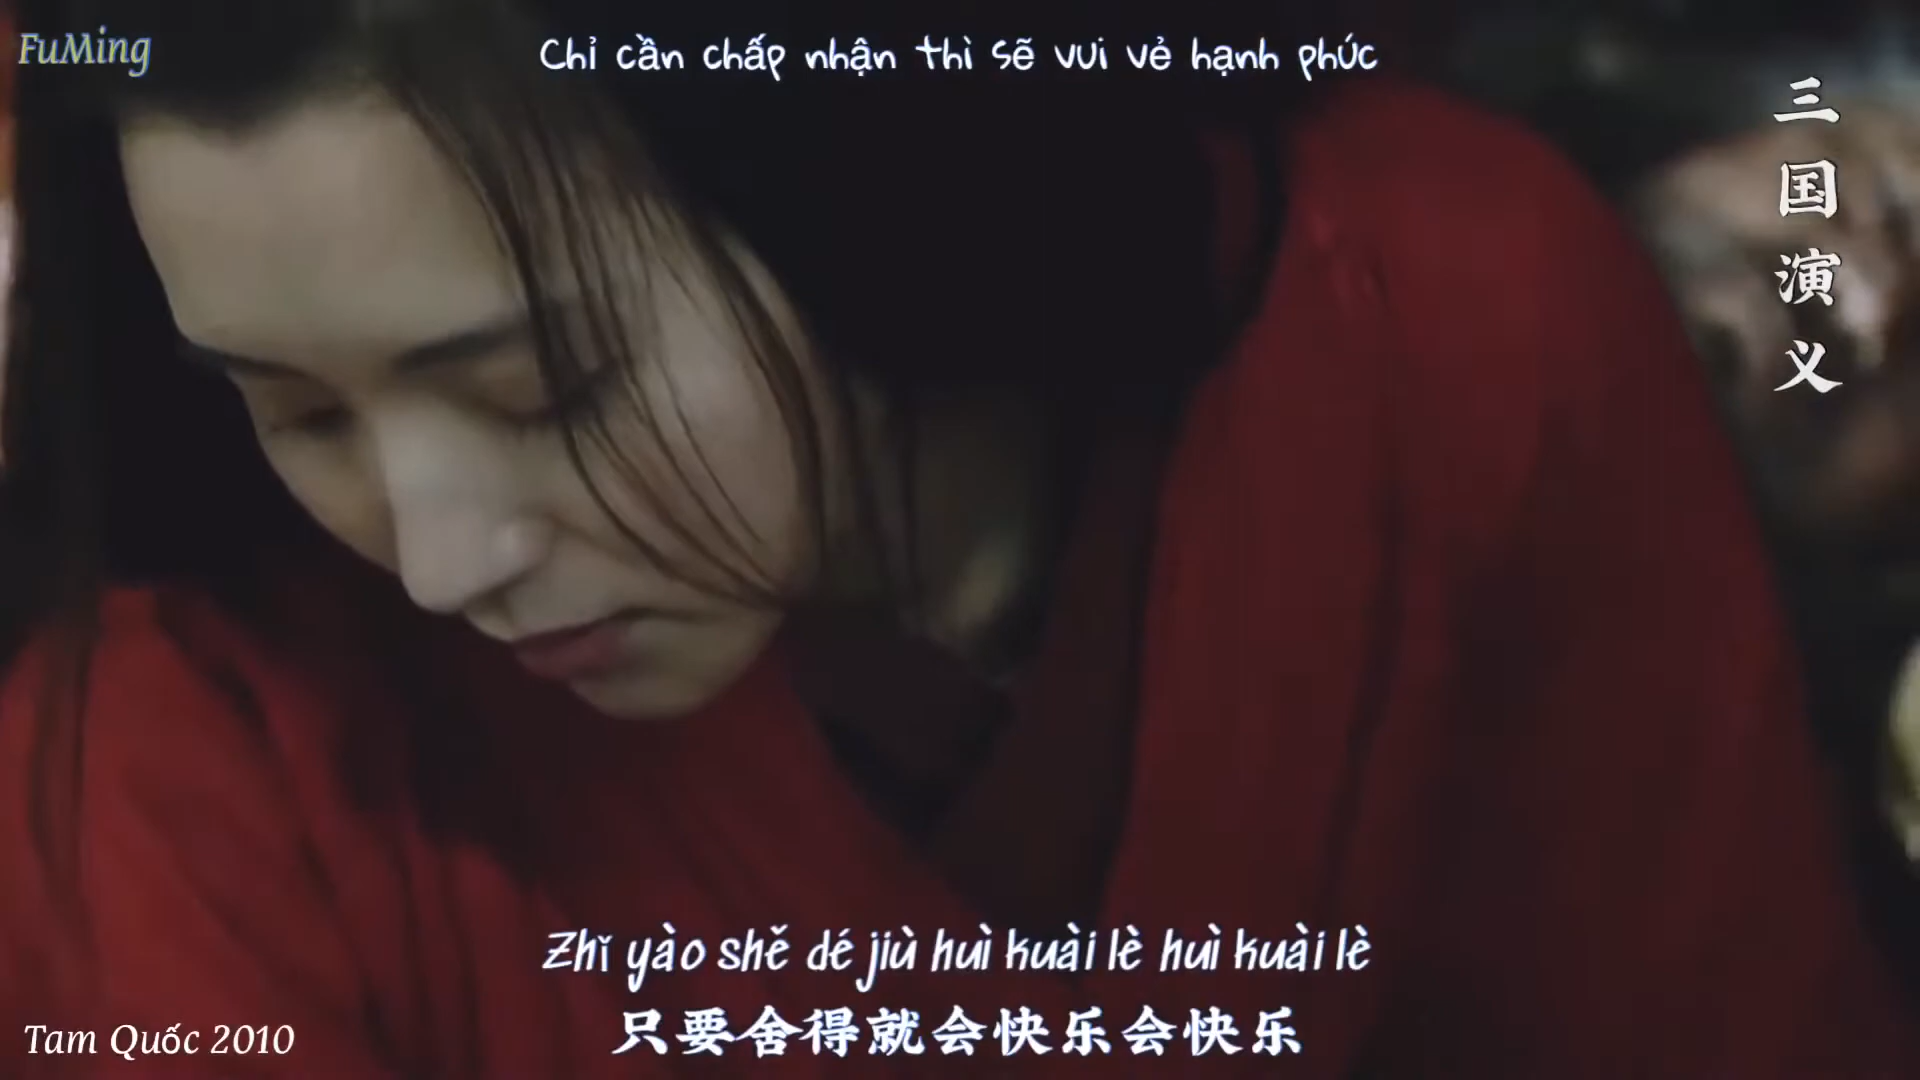 FuMing
Chỉ cần chấp nhận thì sẽ vui vẻ hạnh phúc
三国演义
Zhǐ yào shě dé jiù huì kuài lè huì kuài lè
只要舍得就会快乐会快乐
Tam Quốc 2010